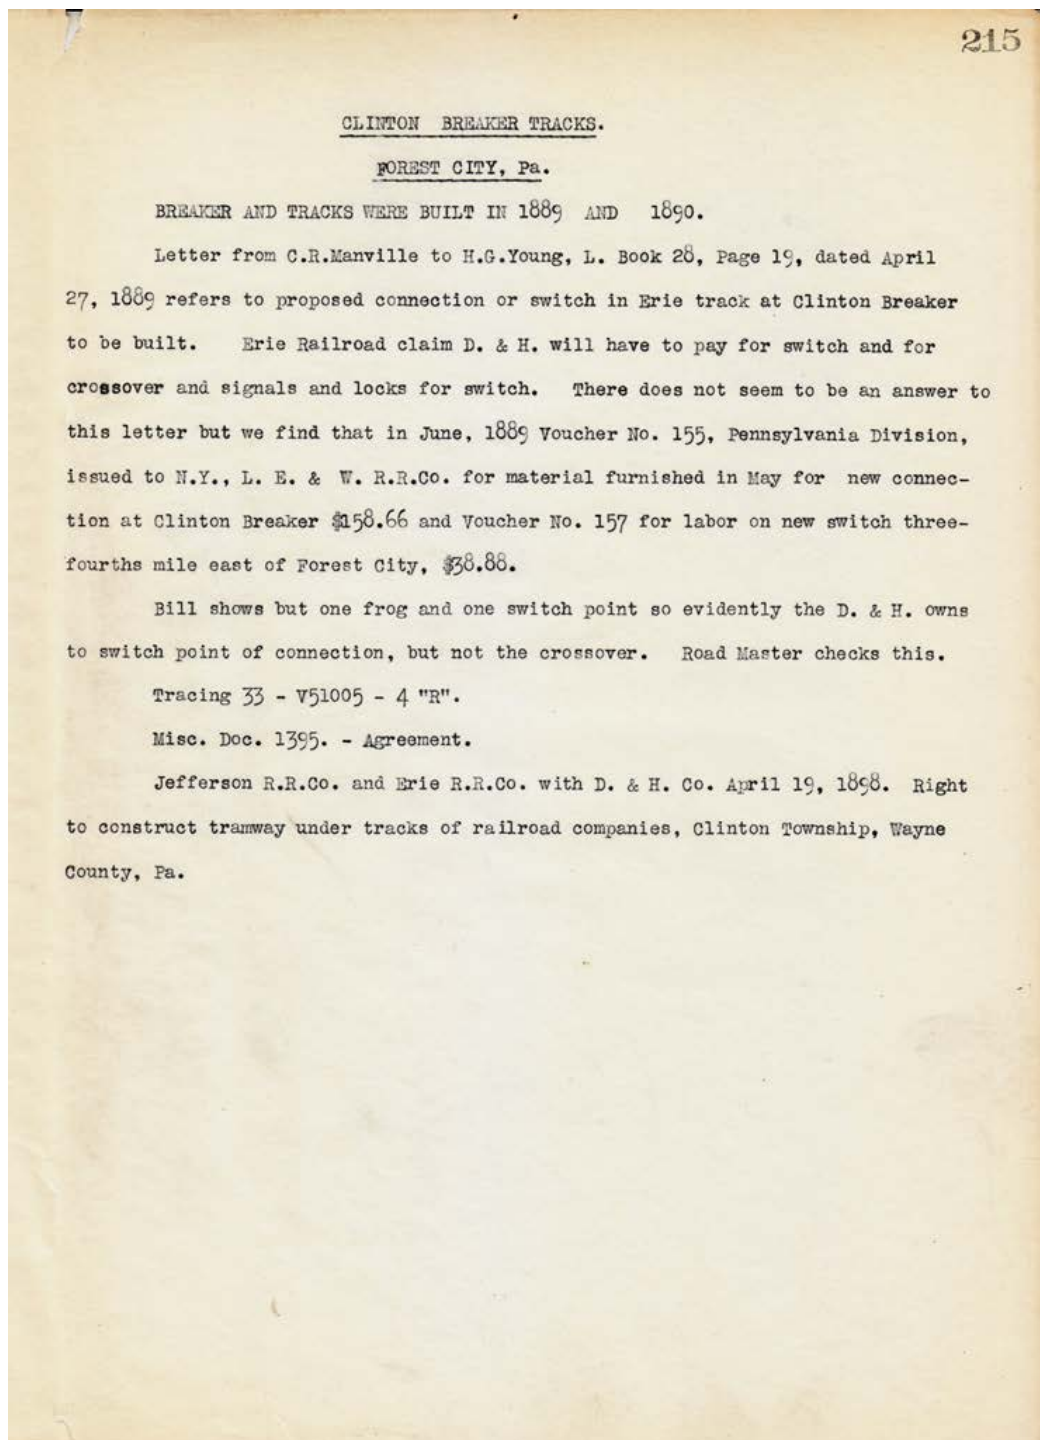 215
CLINTON BREAKER TRACKS.
FOREST CITY, Pa.
BREAKER AND TRACKS WERE BUILT IN 1889 AND 1890.
Letter from C.R.Manville to H.G.Young, L. Book 28, Page 19, dated April
27, 1889 refers to proposed connection or switch in Erie track at Clinton Breaker
to be built. Erie Railroad claim D. & H. will have to pay for switch and for
crossover and signals and locks for switch. There does not seem to be an answer to
this letter but we find that in June, 1889 Voucher No. 155, Pennsylvania Division,
issued to N.Y., L. E. & W. R.R.Co. for material furnished in May for new connec-
tion at Clinton Breaker $158.66 and Voucher No. 157 for labor on new switch three-
fourths mile east of Forest City, $38.88.
Bill shows but one frog and one switch point so evidently the D. & H. owns
to switch point of connection, but not the crossover. Road Master checks this.
Tracing 33 - V51005 - 4 "R".
Misc. Doc. 1395. - Agreement.
Jefferson R.R.Co. and Erie R.R.Co. with D. & H. Co. April 19, 1898. Right
to construct tramway under tracks of railroad companies, Clinton Township, Wayne
County, Pa.